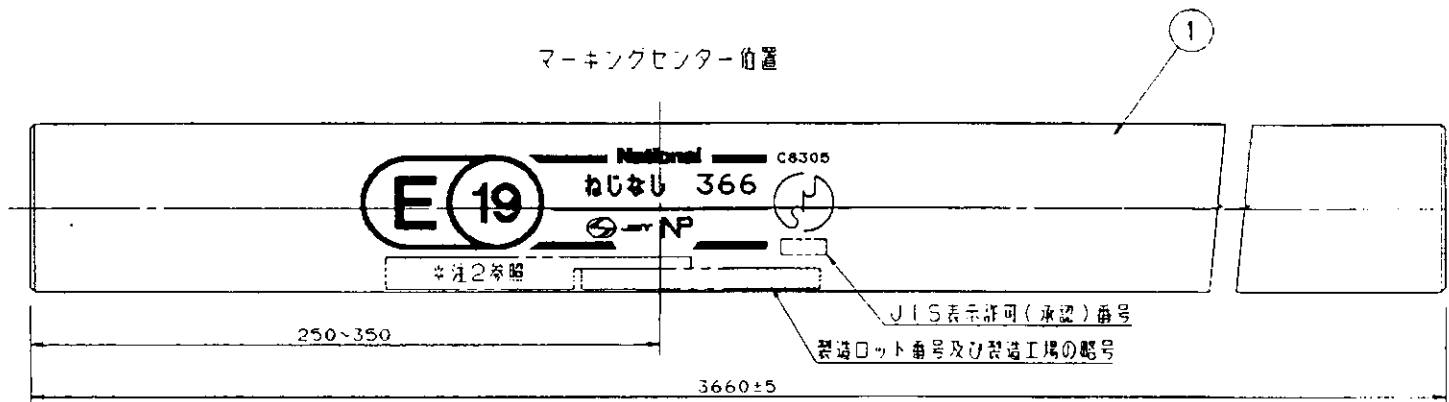 ①
マーキングセンター位置
National
C8305
E 19
ねじなし 366
NP
*注2参照
JIS表示許可(承認)番号
250~350
製造ロット番号及び製造工場の略号
3660±5